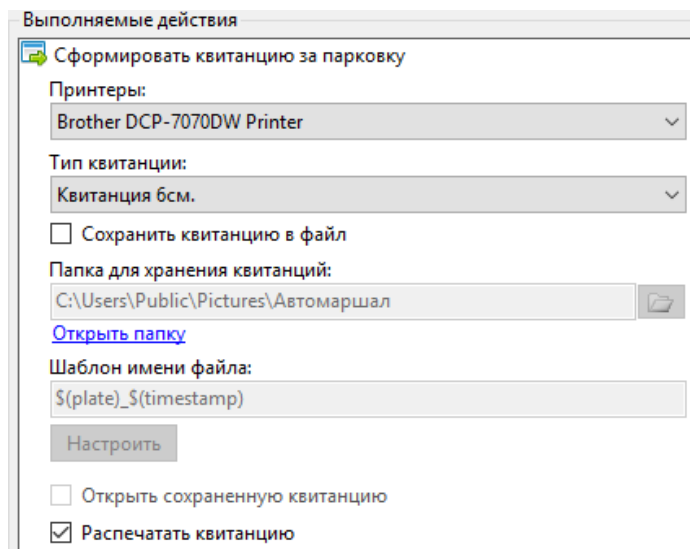 Выполняемые действия
Сформировать квитанцию за парковку
Принтеры:
Brother DCP-7070DW Printer
Тип квитанции:
Квитанция 6см.
Сохранить квитанцию в файл
Папка для хранения квитанций:
C:\Users\Public\Pictures\Автомаршал
Открыть папку
Шаблон имени файла:
$(plate)_$(timestamp)
Настроить
Открыть сохраненную квитанцию
Распечатать квитанцию